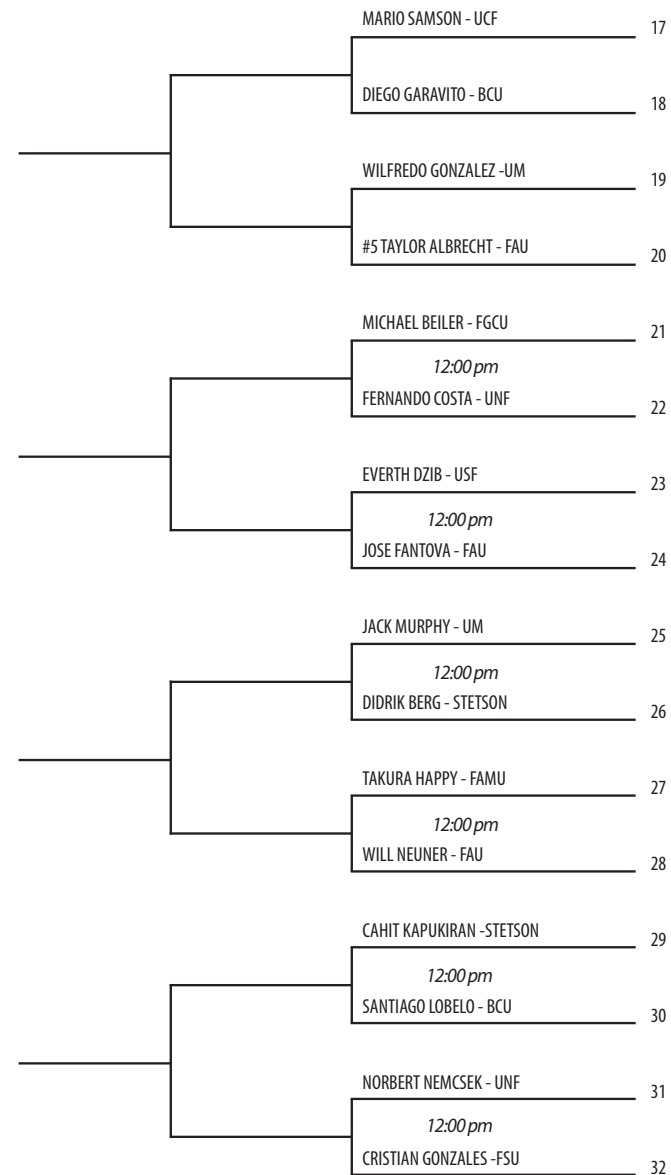 MARIO SAMSON - UCF
17
DIEGO GARAVITO - BCU
18
WILFREDO GONZALEZ -UM
19
#5 TAYLOR ALBRECHT - FAU
20
MICHAEL BEILER - FGCU
21
12:00 pm
FERNANDO COSTA - UNF
22
EVERTH DZIB - USF
23
12:00 pm
JOSE FANTOVA - FAU
24
JACK MURPHY - UM
25
12:00 pm
DIDRIK BERG - STETSON
26
TAKURA HAPPY - FAMU
27
12:00 pm
WILL NEUNER - FAU
28
CAHIT KAPUKIRAN -STETSON
29
12:00 pm
SANTIAGO LOBELO - BCU
30
NORBERT NEMCSEK - UNF
31
12:00 pm
CRISTIAN GONZALES -FSU
32